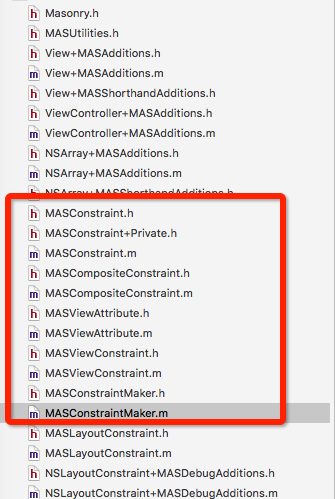 h Masonry.h
h MASUtilities.h
h View+MASAdditions.h
m View+MASAdditions.m
h View+MASShorthandAdditions.h
h ViewController+MASAdditions.h
m ViewController+MASAdditions.m
h NSArray+MASAdditions.h
m NSArray+MASAdditions.m
h NSArray+MASShorthandAdditions.h
h MASConstraint.h
h MASConstraint+Private.h
m MASConstraint.m
h MASCompositeConstraint.h
m MASCompositeConstraint.m
h MASViewAttribute.h
m MASViewAttribute.m
h MASViewConstraint.h
m MASViewConstraint.m
h MASConstraintMaker.h
m MASConstraintMaker.m
h MASLayoutConstraint.h
m MASLayoutConstraint.m
h NSLayoutConstraint+MASDebugAdditions.h
m NSLayoutConstraint+MASDebugAdditions.m